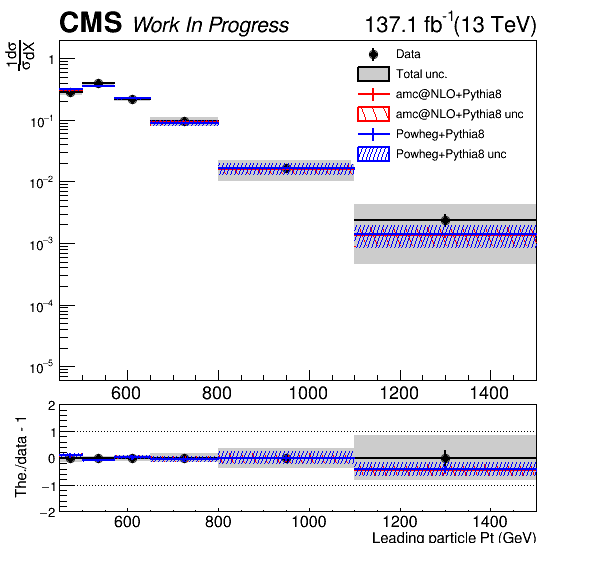 CMS Work In Progress 137.1 fb⁻¹(13 TeV)
1 dσ
σ dX
Data
Total unc.
amc@NLO+Pythia8
amc@NLO+Pythia8 unc
Powheg+Pythia8
Powheg+Pythia8 unc
1
10⁻¹
10⁻²
10⁻³
10⁻⁴
10⁻⁵
600 800 1000 1200 1400
The./data - 1
2
1
0
−1
−2
600 800 1000 1200 1400
Leading particle Pt (GeV)